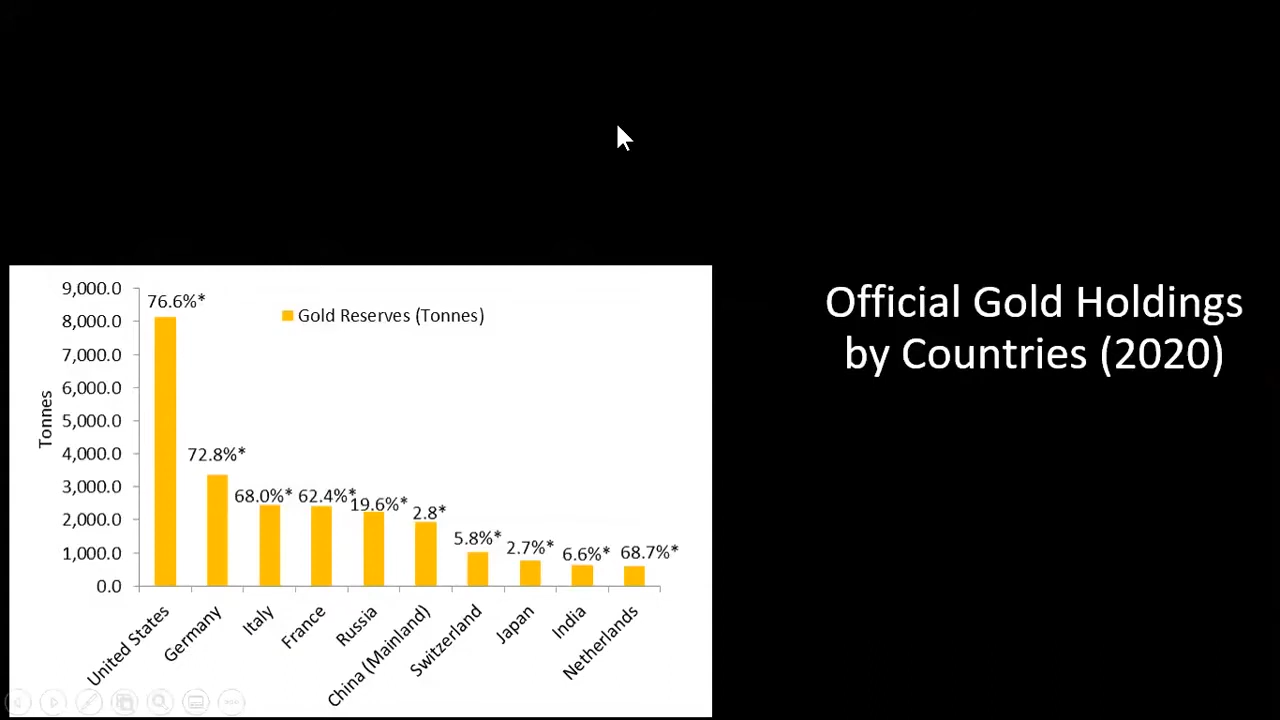 Official Gold Holdings
by Countries (2020)
Gold Reserves (Tonnes)
Tonnes
9,000.0
8,000.0
7,000.0
6,000.0
5,000.0
4,000.0
3,000.0
2,000.0
1,000.0
0.0
76.6%*
72.8%*
68.0%*
62.4%*
19.6%*
2.8*
5.8%*
2.7%*
6.6%*
68.7%*
United States
Germany
Italy
France
Russia
China (Mainland)
Switzerland
Japan
India
Netherlands